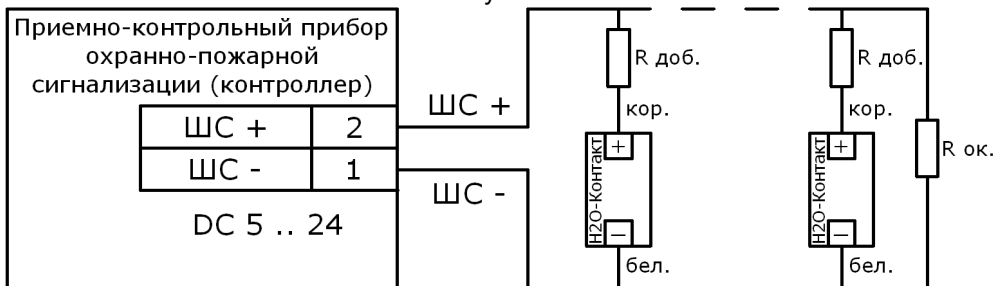 Приемно-контрольный прибор
охранно-пожарной
сигнализации (контроллер)
ШС + 2
ШС - 1
DC 5 .. 24
ШС +
ШС -
R доб.
кор.
+
H2O-Контакт
—
бел.
R доб.
кор.
+
H2O-Контакт
—
бел.
R ок.